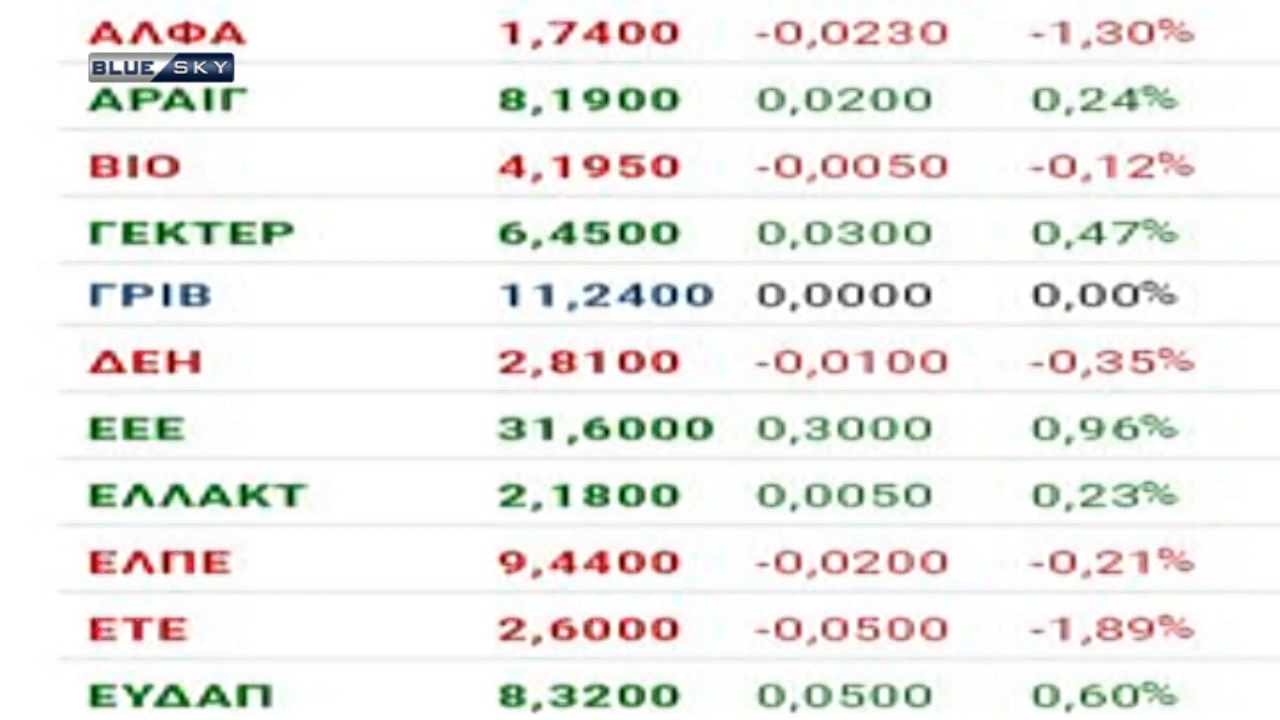 ΑΛΦΑ 1,7400 -0,0230 -1,30%
BLUE SKY
ΑΡΑΙΓ 8,1900 0,0200 0,24%
ΒΙΟ 4,1950 -0,0050 -0,12%
ΓΕΚΤΕΡ 6,4500 0,0300 0,47%
ΓΡΙΒ 11,2400 0,0000 0,00%
ΔΕΗ 2,8100 -0,0100 -0,35%
ΕΕΕ 31,6000 0,3000 0,96%
ΕΛΛΑΚΤ 2,1800 0,0050 0,23%
ΕΛΠΕ 9,4400 -0,0200 -0,21%
ΕΤΕ 2,6000 -0,0500 -1,89%
ΕΥΔΑΠ 8,3200 0,0500 0,60%